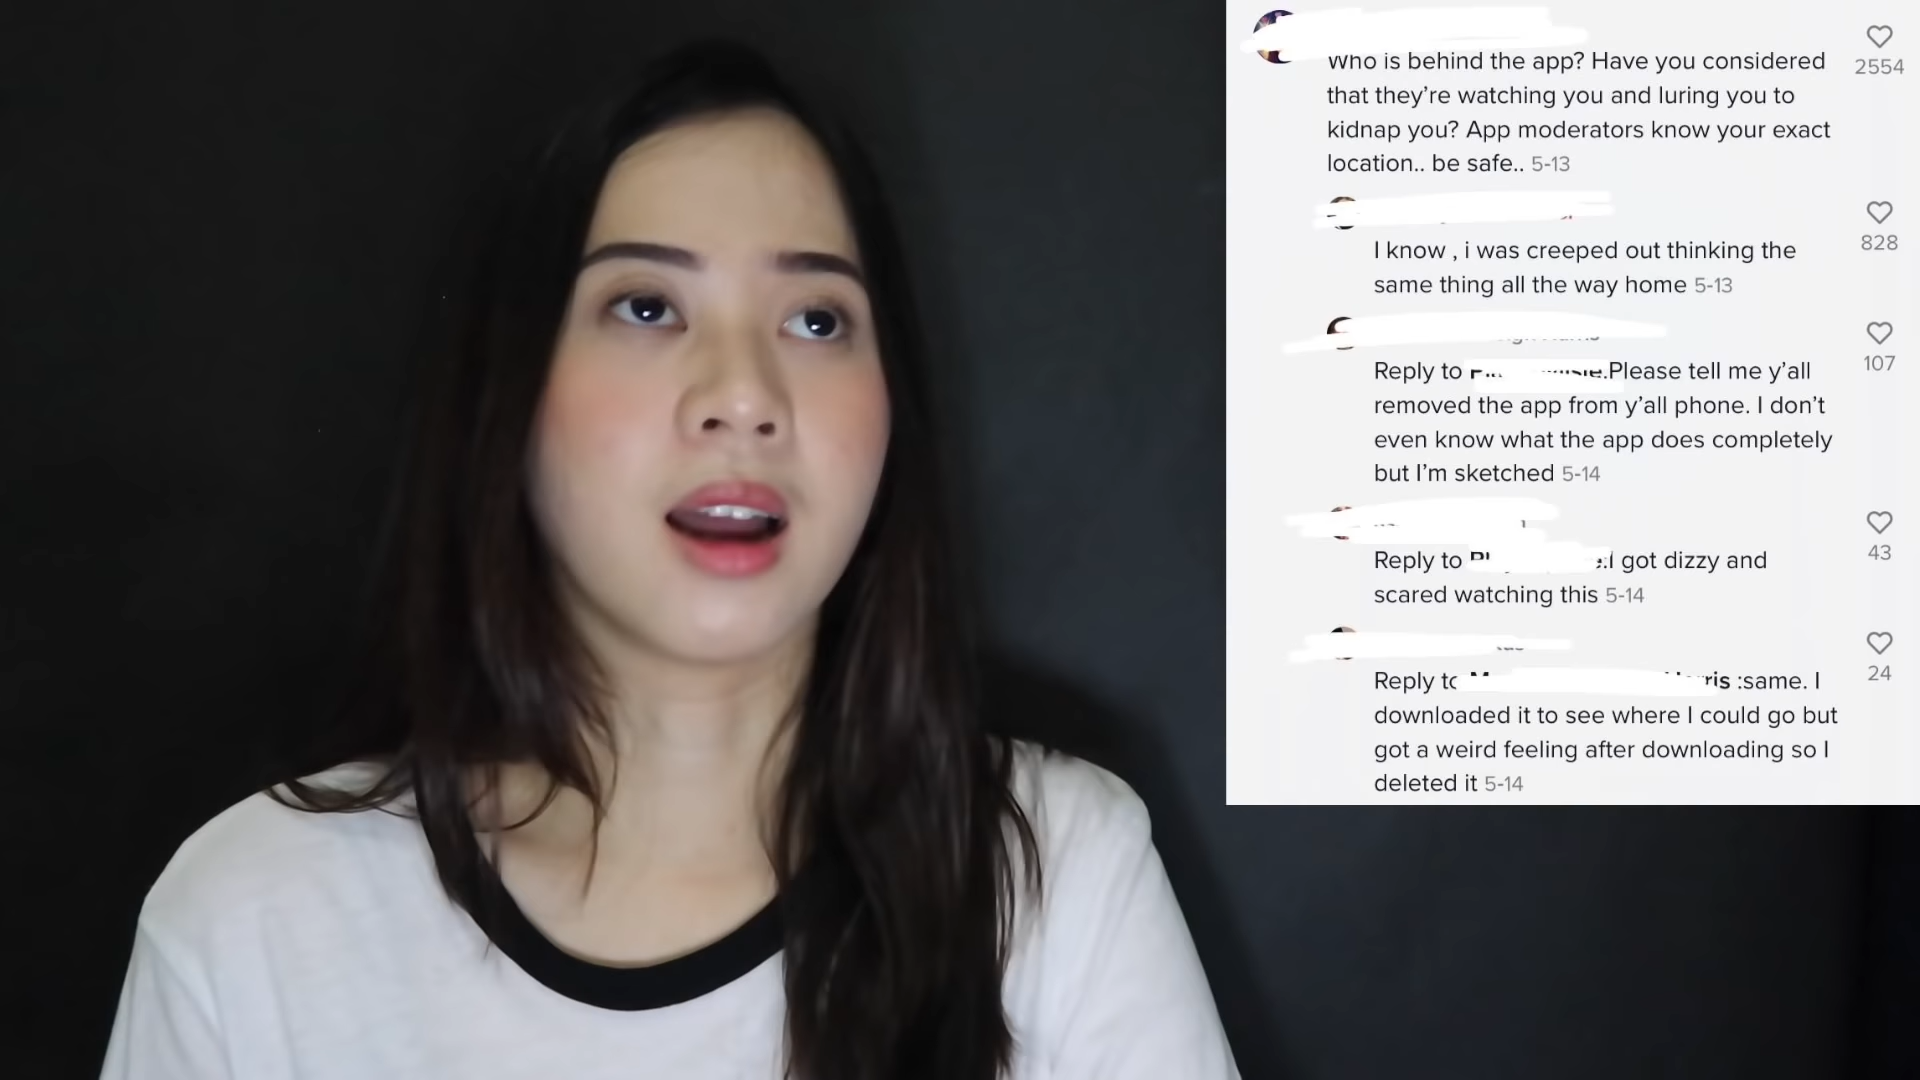 Who is behind the app? Have you considered
2554
that they’re watching you and luring you to
kidnap you? App moderators know your exact
location.. be safe.. 5-13
I know , i was creeped out thinking the
828
same thing all the way home 5-13
107
Reply to .Please tell me y’all
removed the app from y’all phone. I don’t
even know what the app does completely
but I’m sketched 5-14
43
Reply to I got dizzy and
scared watching this 5-14
24
Reply to :same. I
downloaded it to see where I could go but
got a weird feeling after downloading so I
deleted it 5-14